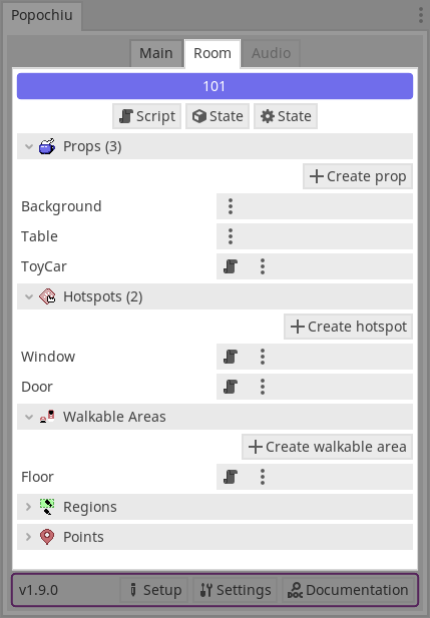 Popochiu
Main Room Audio
101
Script State State
Props (3)
Create prop
Background
Table
ToyCar
Hotspots (2)
Create hotspot
Window
Door
Walkable Areas
Create walkable area
Floor
Regions
Points
v1.9.0 Setup Settings Documentation